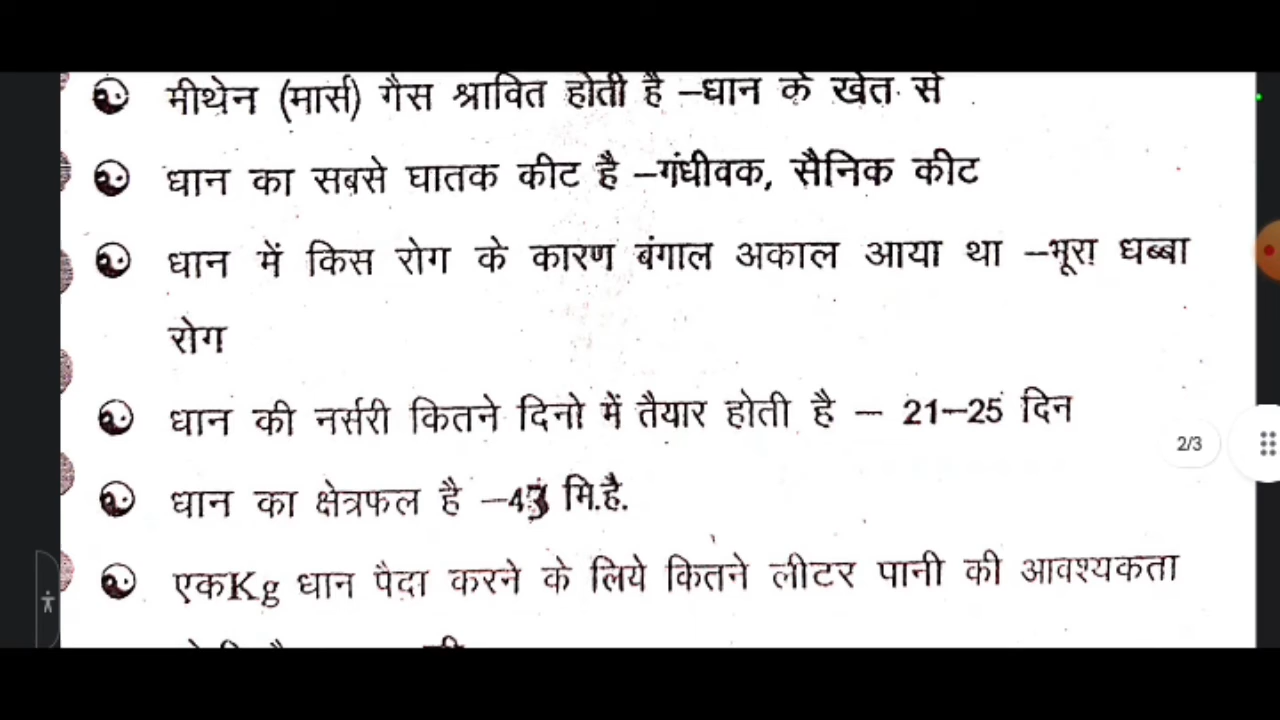 मीथेन (मार्स) गैस श्रावित होती है –धान के खेत से
धान का सबसे घातक कीट है –गंधीवक, सैनिक कीट
धान में किस रोग के कारण बंगाल अकाल आया था –भूरा धब्बा
रोग
धान की नर्सरी कितने दिनो में तैयार होती है – 21–25 दिन
2/3
धान का क्षेत्रफल है – मि.है.
एकKg धान पैदा करने के लिये कितने लीटर पानी की आवश्यकता